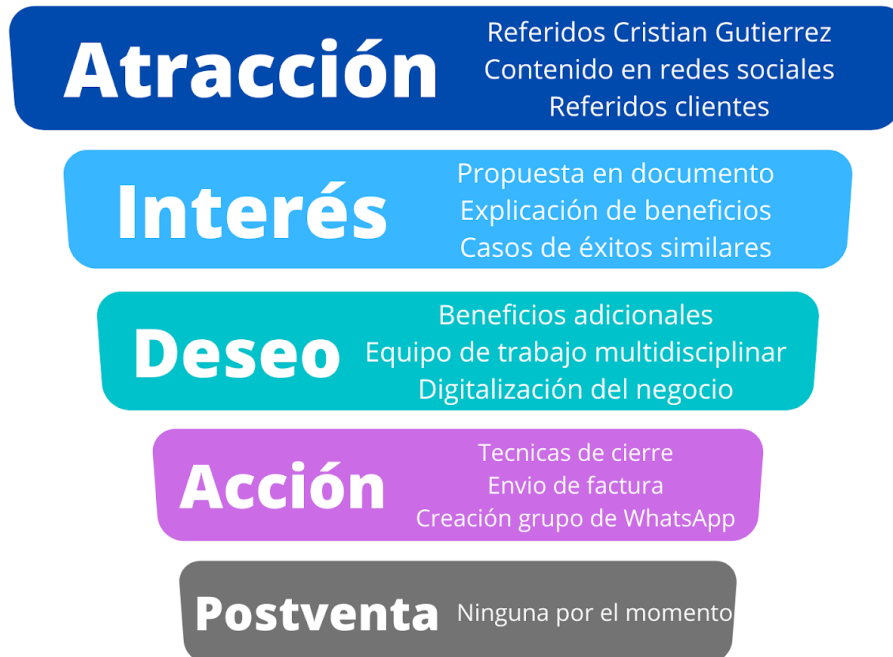 Atracción
Referidos Cristian Gutierrez
Contenido en redes sociales
Referidos clientes
Interés
Propuesta en documento
Explicación de beneficios
Casos de éxitos similares
Deseo
Beneficios adicionales
Equipo de trabajo multidisciplinar
Digitalización del negocio
Acción
Tecnicas de cierre
Envio de factura
Creación grupo de WhatsApp
Postventa
Ninguna por el momento